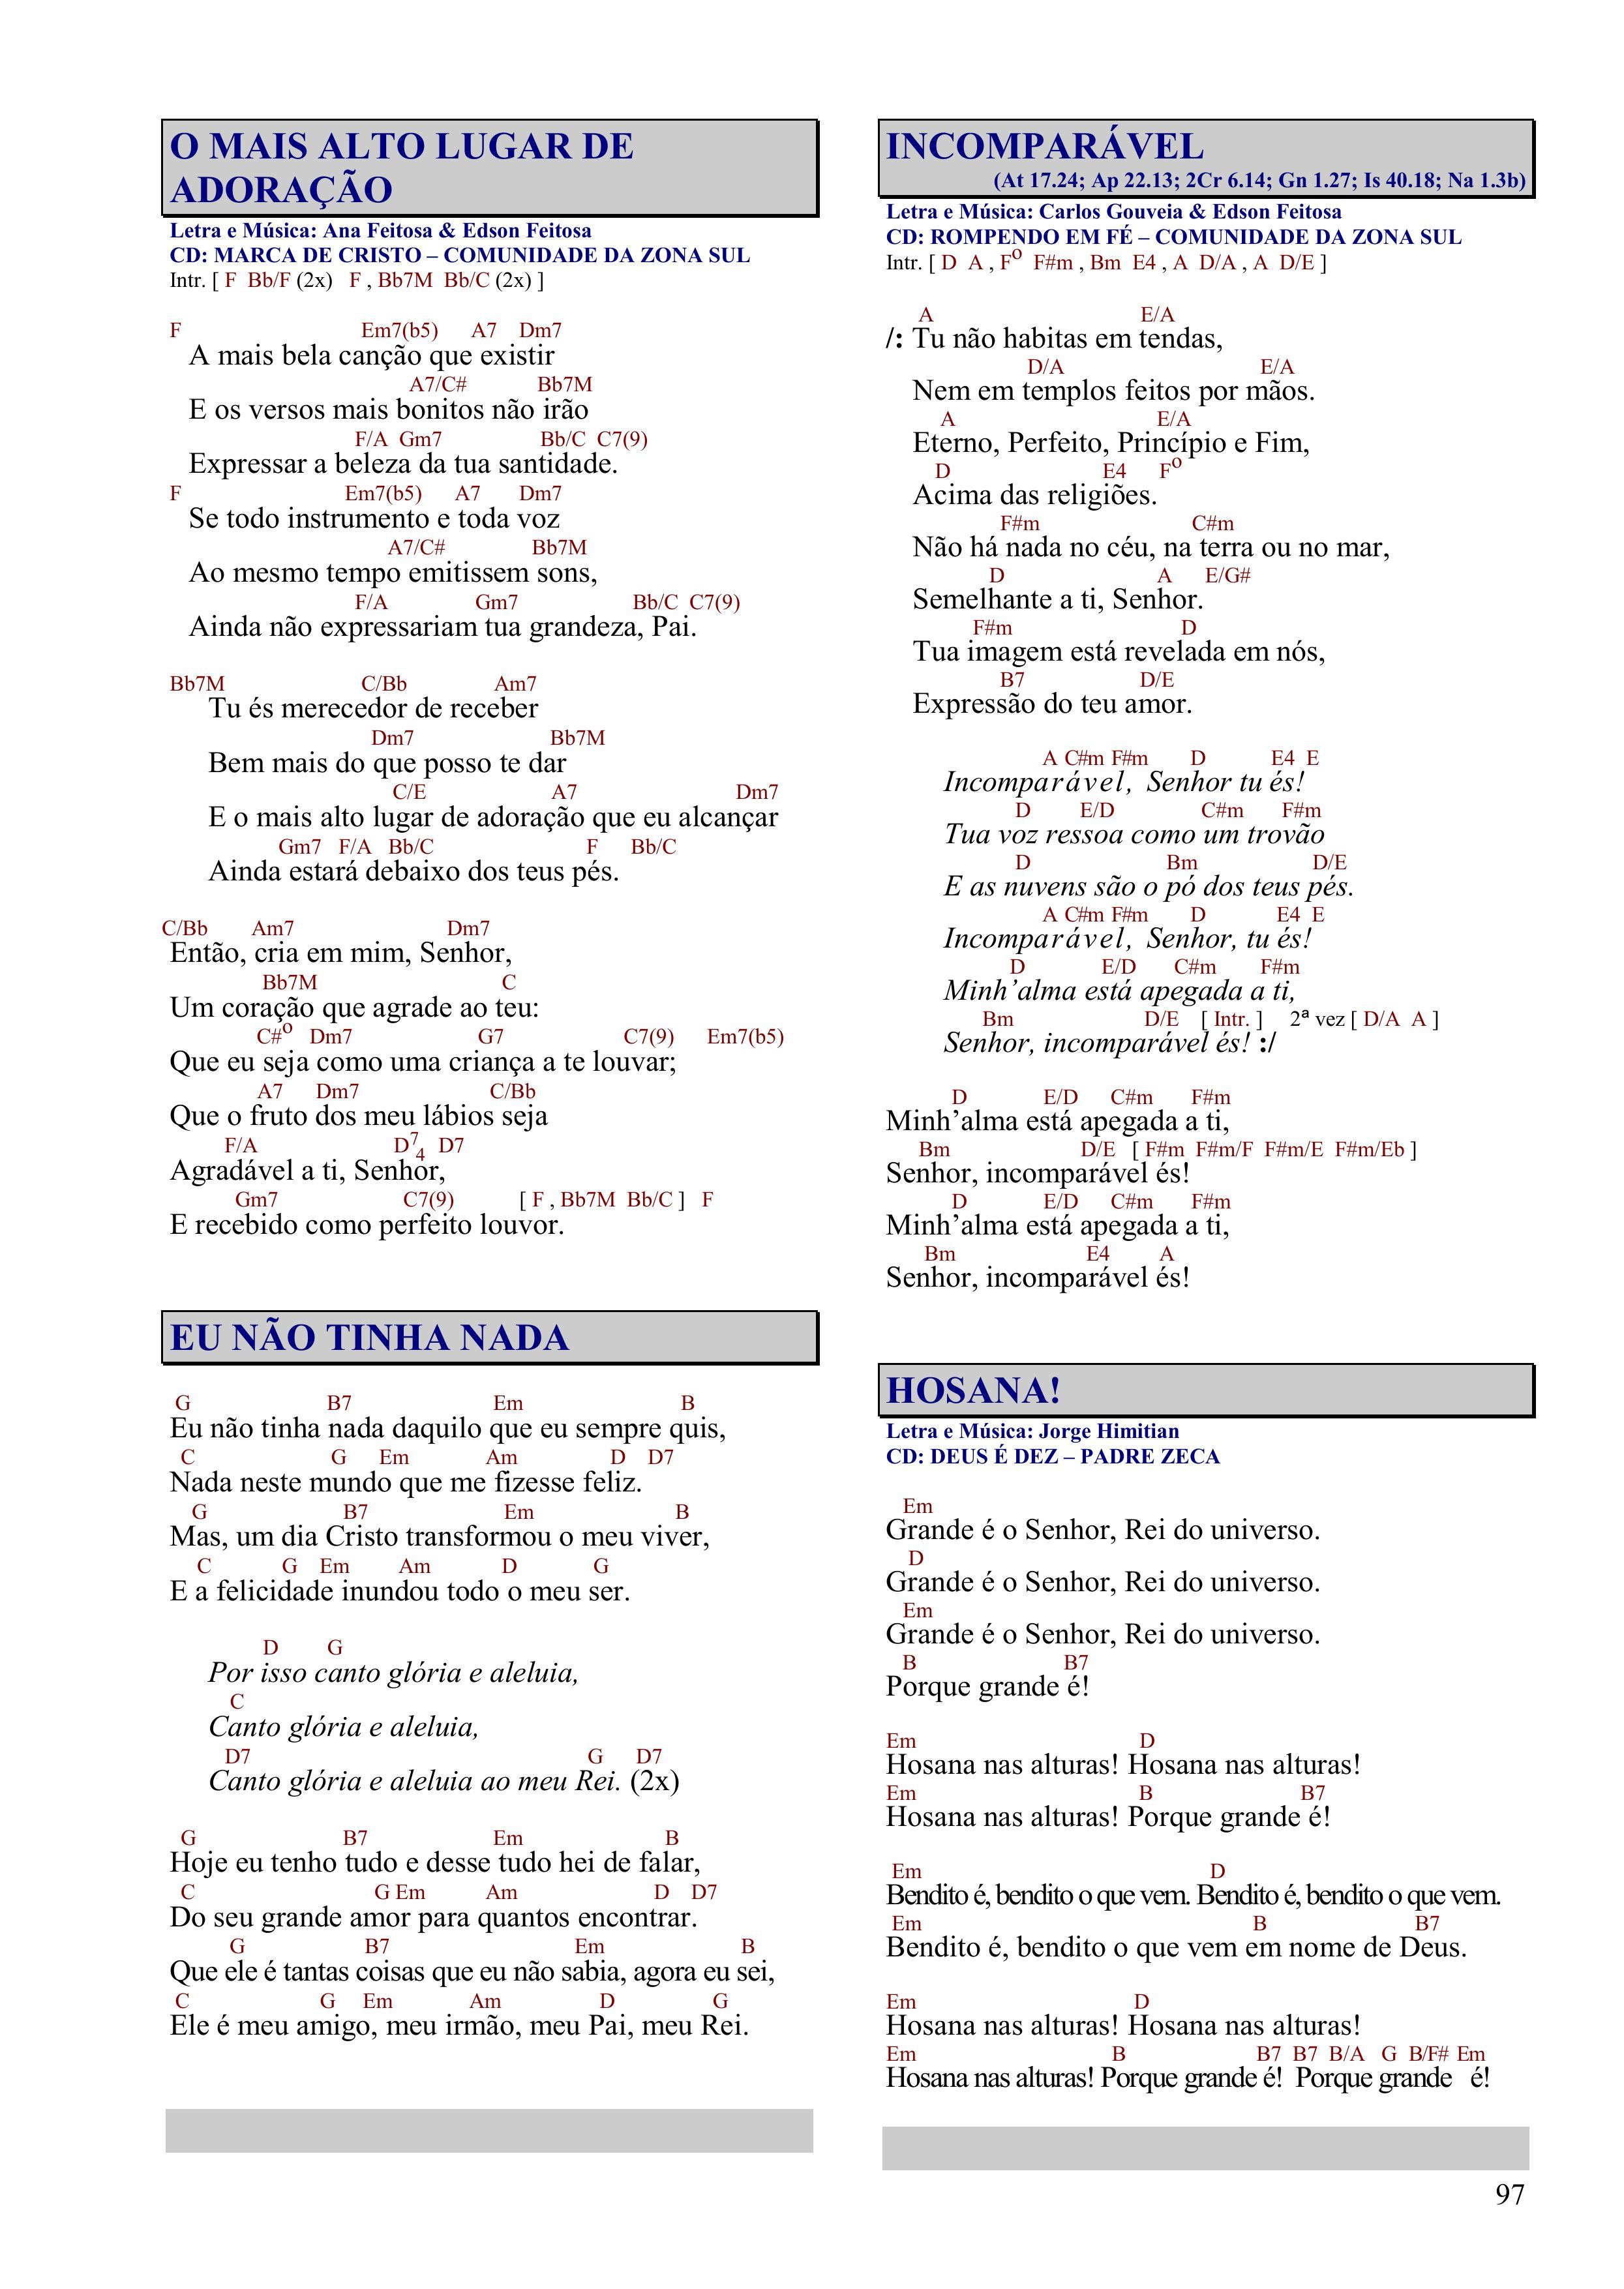 O MAIS ALTO LUGAR DE
ADORAÇÃO
Letra e Música: Ana Feitosa & Edson Feitosa
CD: MARCA DE CRISTO – COMUNIDADE DA ZONA SUL
Intr. [ F Bb/F (2x) F , Bb7M Bb/C (2x) ]
F Em7(b5) A7 Dm7
A mais bela canção que existir
A7/C# Bb7M
E os versos mais bonitos não irão
F/A Gm7 Bb/C C7(9)
Expressar a beleza da tua santidade.
F Em7(b5) A7 Dm7
Se todo instrumento e toda voz
A7/C# Bb7M
Ao mesmo tempo emitissem sons,
F/A Gm7 Bb/C C7(9)
Ainda não expressariam tua grandeza, Pai.
Bb7M C/Bb Am7
Tu és merecedor de receber
Dm7 Bb7M
Bem mais do que posso te dar
C/E A7 Dm7
E o mais alto lugar de adoração que eu alcançar
Gm7 F/A Bb/C F Bb/C
Ainda estará debaixo dos teus pés.
C/Bb Am7 Dm7
Então, cria em mim, Senhor,
Bb7M C
Um coração que agrade ao teu:
C#º Dm7 G7 C7(9) Em7(b5)
Que eu seja como uma criança a te louvar;
A7 Dm7 C/Bb
Que o fruto dos meu lábios seja
F/A D74 D7
Agradável a ti, Senhor,
Gm7 C7(9) [ F , Bb7M Bb/C ] F
E recebido como perfeito louvor.
EU NÃO TINHA NADA
G B7 Em B
Eu não tinha nada daquilo que eu sempre quis,
C G Em Am D D7
Nada neste mundo que me fizesse feliz.
G B7 Em B
Mas, um dia Cristo transformou o meu viver,
C G Em Am D G
E a felicidade inundou todo o meu ser.
D G
Por isso canto glória e aleluia,
C
Canto glória e aleluia,
D7 G D7
Canto glória e aleluia ao meu Rei. (2x)
G B7 Em B
Hoje eu tenho tudo e desse tudo hei de falar,
C G Em Am D D7
Do seu grande amor para quantos encontrar.
G B7 Em B
Que ele é tantas coisas que eu não sabia, agora eu sei,
C G Em Am D G
Ele é meu amigo, meu irmão, meu Pai, meu Rei.
INCOMPARÁVEL
(At 17.24; Ap 22.13; 2Cr 6.14; Gn 1.27; Is 40.18; Na 1.3b)
Letra e Música: Carlos Gouveia & Edson Feitosa
CD: ROMPENDO EM FÉ – COMUNIDADE DA ZONA SUL
Intr. [ D A , Fº F#m , Bm E4 , A D/A , A D/E ]
A E/A
/: Tu não habitas em tendas,
D/A E/A
Nem em templos feitos por mãos.
A E/A
Eterno, Perfeito, Princípio e Fim,
D E4 Fº
Acima das religiões.
F#m C#m
Não há nada no céu, na terra ou no mar,
D A E/G#
Semelhante a ti, Senhor.
F#m D
Tua imagem está revelada em nós,
B7 D/E
Expressão do teu amor.
A C#m F#m D E4 E
Incomparável, Senhor tu és!
D E/D C#m F#m
Tua voz ressoa como um trovão
D Bm D/E
E as nuvens são o pó dos teus pés.
A C#m F#m D E4 E
Incomparável, Senhor, tu és!
D E/D C#m F#m
Minh’alma está apegada a ti,
Bm D/E [ Intr. ] 2ª vez [ D/A A ]
Senhor, incomparável és! :/
D E/D C#m F#m
Minh’alma está apegada a ti,
Bm D/E [ F#m F#m/F F#m/E F#m/Eb ]
Senhor, incomparável és!
D E/D C#m F#m
Minh’alma está apegada a ti,
Bm E4 A
Senhor, incomparável és!
HOSANA!
Letra e Música: Jorge Himitian
CD: DEUS É DEZ – PADRE ZECA
Em
Grande é o Senhor, Rei do universo.
D
Grande é o Senhor, Rei do universo.
Em
Grande é o Senhor, Rei do universo.
B B7
Porque grande é!
Em D
Hosana nas alturas! Hosana nas alturas!
Em B B7
Hosana nas alturas! Porque grande é!
Em D
Bendito é, bendito o que vem. Bendito é, bendito o que vem.
Em B B7
Bendito é, bendito o que vem em nome de Deus.
Em D
Hosana nas alturas! Hosana nas alturas!
Em B B7 B7 B/A G B/F# Em
Hosana nas alturas! Porque grande é! Porque grande é!
97